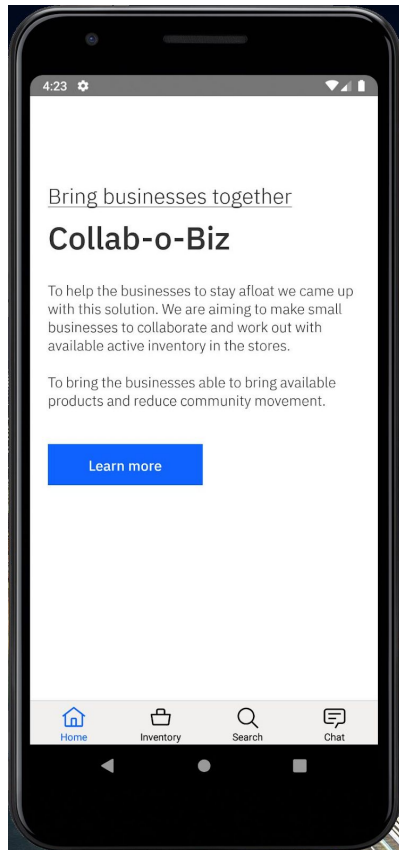 4:23
Bring businesses together
Collab-o-Biz
To help the businesses to stay afloat we came up
with this solution. We are aiming to make small
businesses to collaborate and work out with
available active inventory in the stores.
To bring the businesses able to bring available
products and reduce community movement.
Learn more
Home Inventory Search Chat